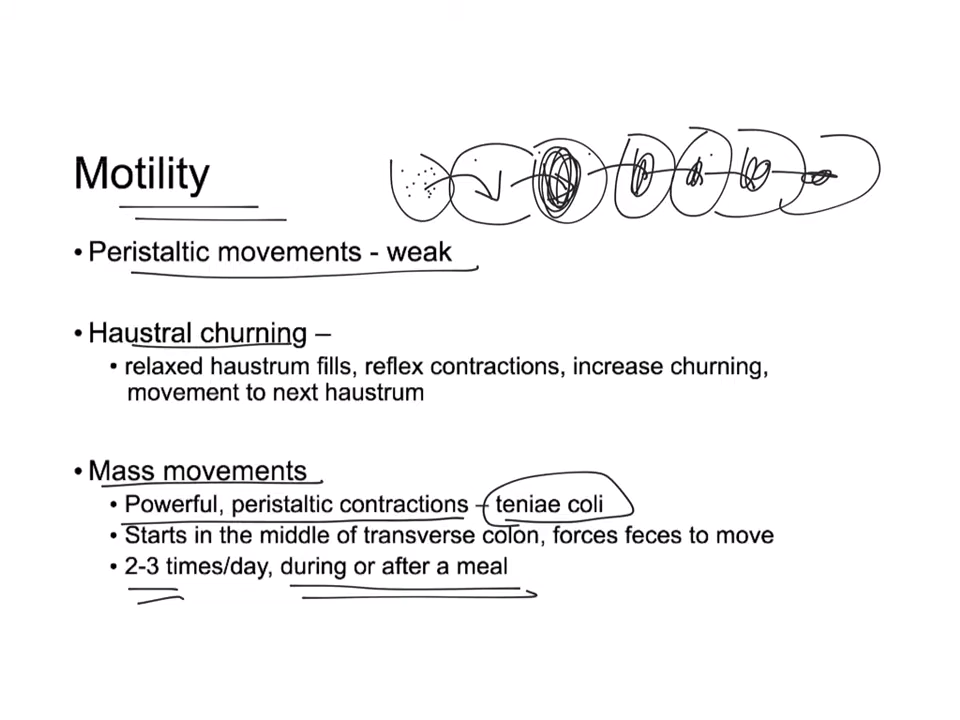 Motility
• Peristaltic movements - weak
• Haustral churning –
• relaxed haustrum fills, reflex contractions, increase churning,
movement to next haustrum
• Mass movements
• Powerful, peristaltic contractions – teniae coli
• Starts in the middle of transverse colon, forces feces to move
• 2-3 times/day, during or after a meal